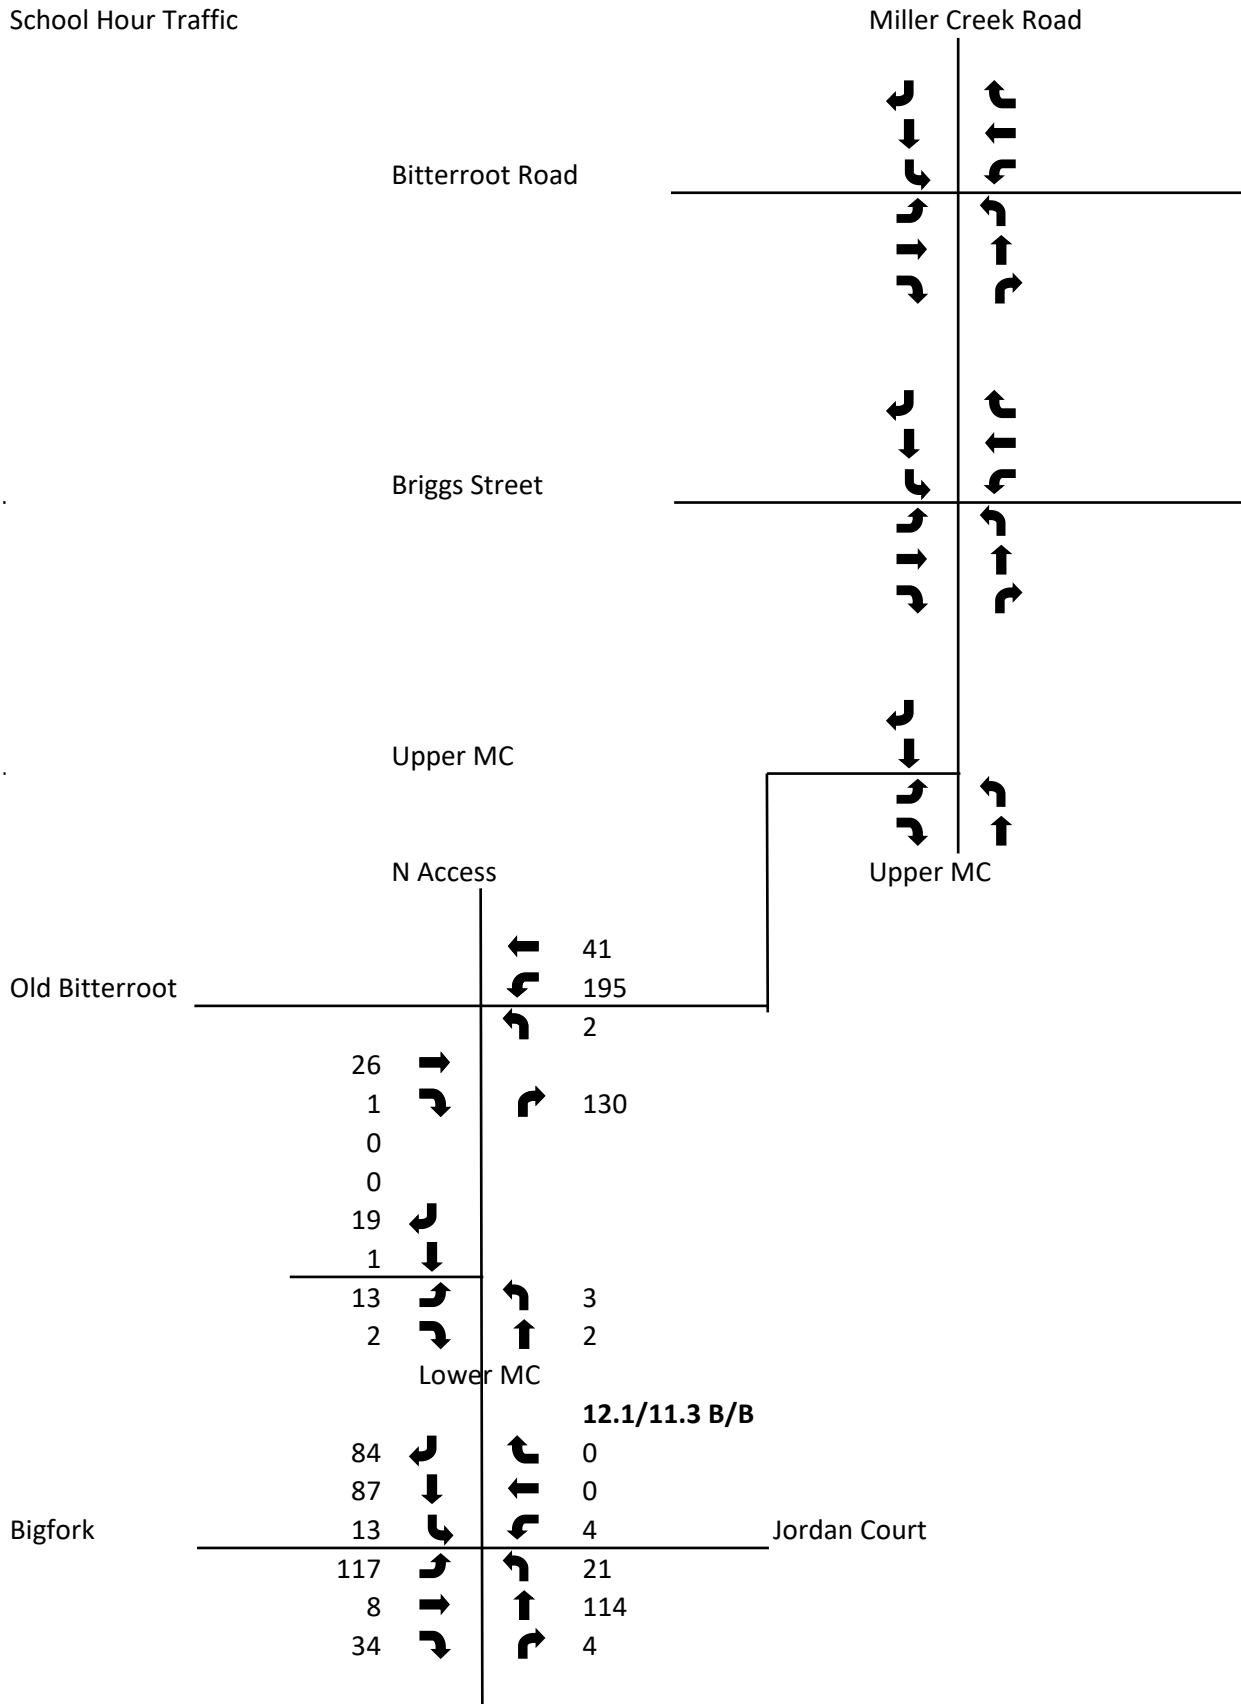 School Hour Traffic Miller Creek Road
Bitterroot Road
Briggs Street
.
Upper MC
.
N Access Upper MC
41
Old Bitterroot 195
2
26
1 130
0
0
19
1
13 3
2 2
Lower MC
12.1/11.3 B/B
84 0
87 0
Bigfork 13 4 Jordan Court
117 21
8 114
34 4